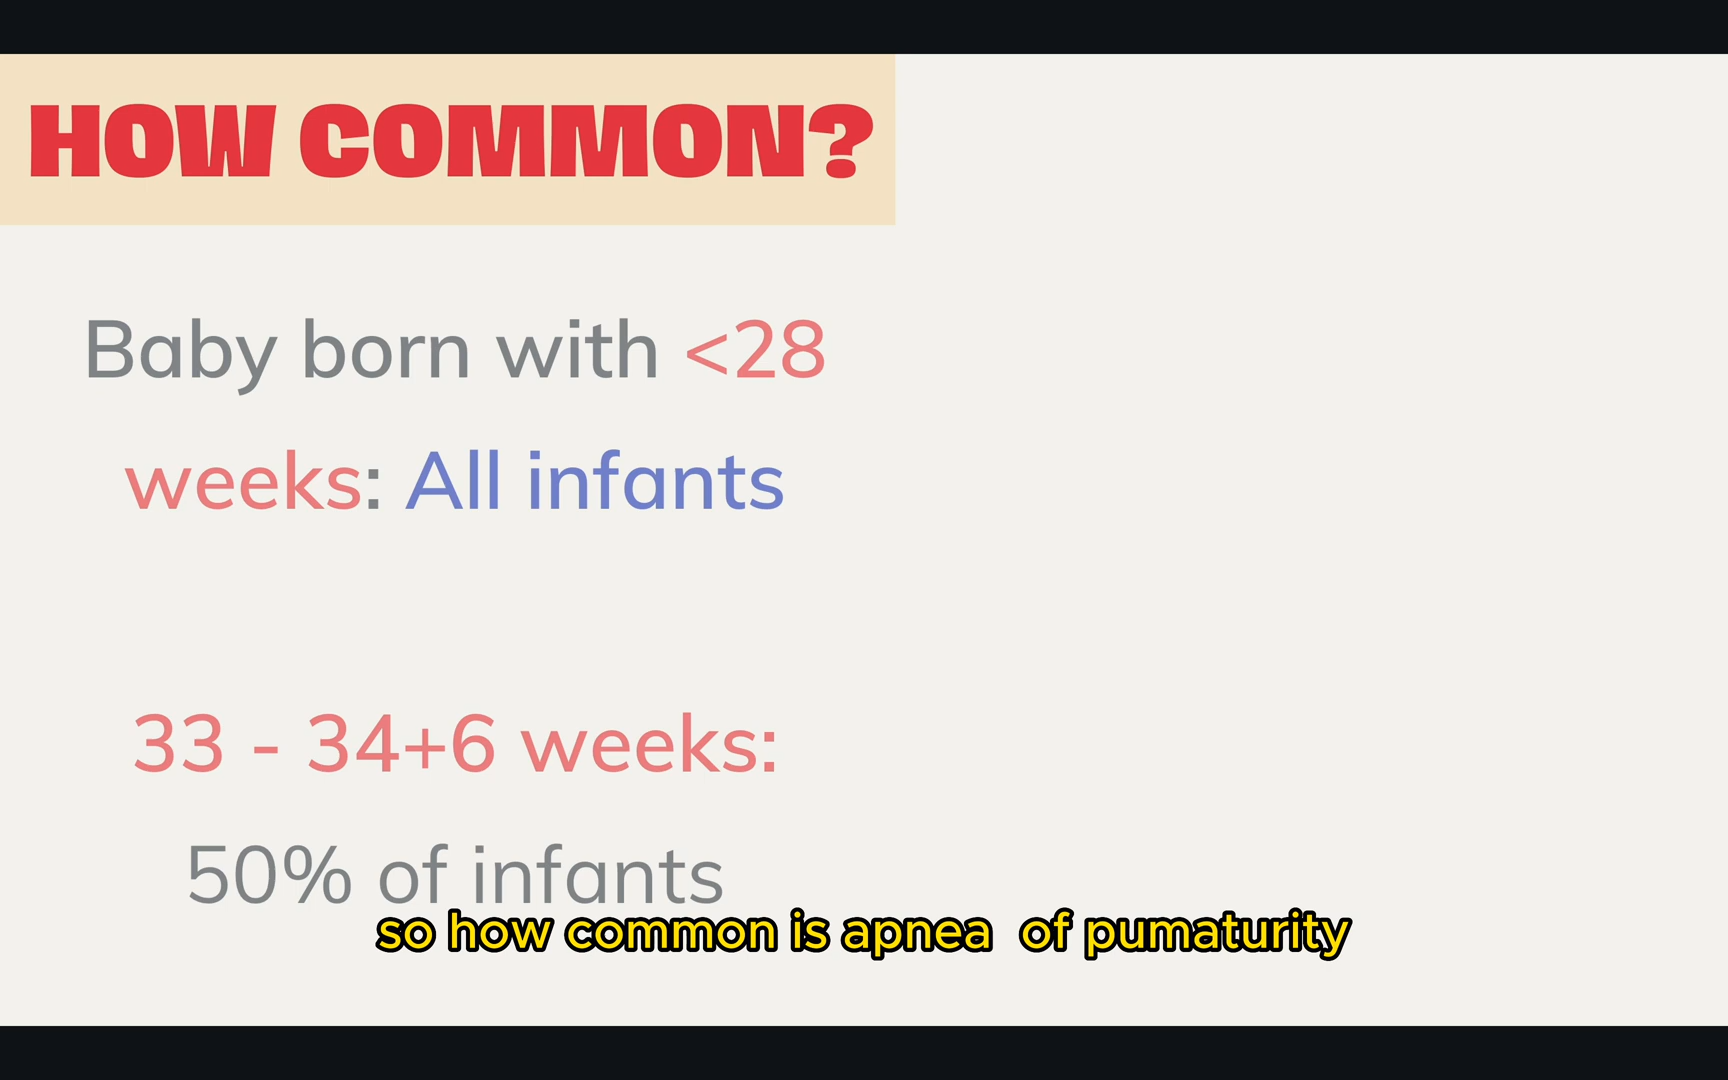 HOW COMMON?
Baby born with <28
weeks: All infants
33 - 34+6 weeks:
50% of infants
so how common is apnea of pumaturity